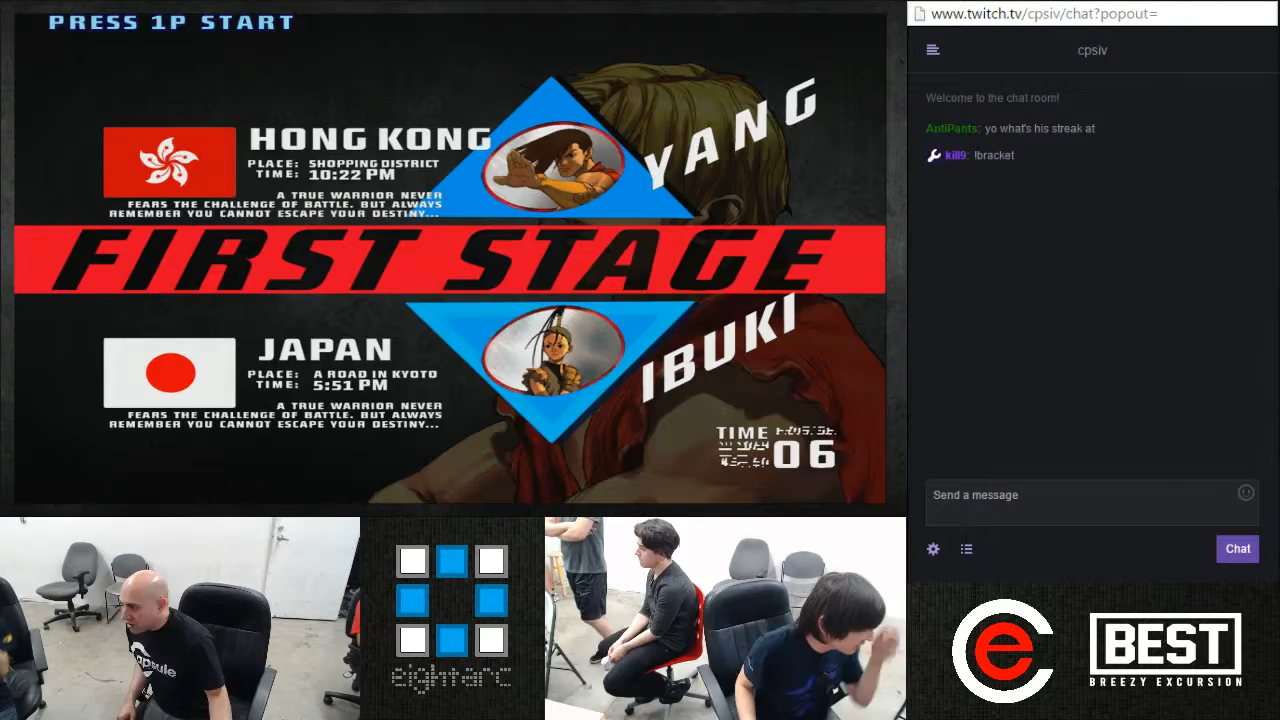 PRESS 1P START
HONG KONG
PLACE: SHOPPING DISTRICT
TIME: 10:22 PM
A TRUE WARRIOR NEVER
FEARS THE CHALLENGE OF BATTLE. BUT ALWAYS
REMEMBER YOU CANNOT ESCAPE YOUR DESTINY...
YANG
FIRST STAGE
JAPAN
PLACE: A ROAD IN KYOTO
TIME: 5:51 PM
A TRUE WARRIOR NEVER
FEARS THE CHALLENGE OF BATTLE. BUT ALWAYS
REMEMBER YOU CANNOT ESCAPE YOUR DESTINY...
IBUKI
TIME
06
www.twitch.tv/cpsiv/chat?popout=
cpsiv
Welcome to the chat room!
AntiPants: yo what's his streak at
kill9: !bracket
Send a message
Chat
apsule
eightarc
e
BEST
BREEZY EXCURSION